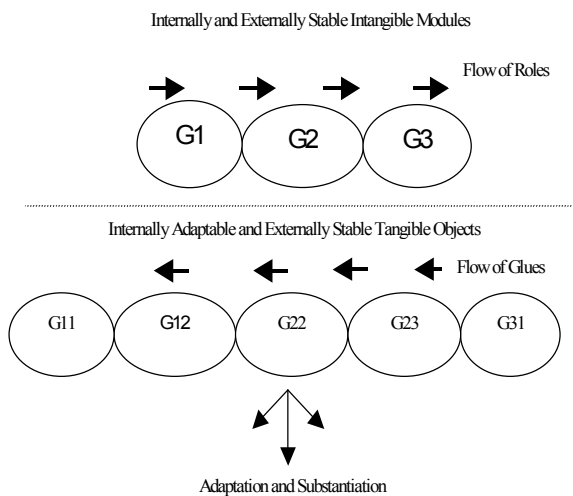 Internally and Externally Stable Intangible Modules
Flow of Roles
G1 G2 G3
Internally Adaptable and Externally Stable Tangible Objects
Flow of Glues
G11 G12 G22 G23 G31
Adaptation and Substantiation